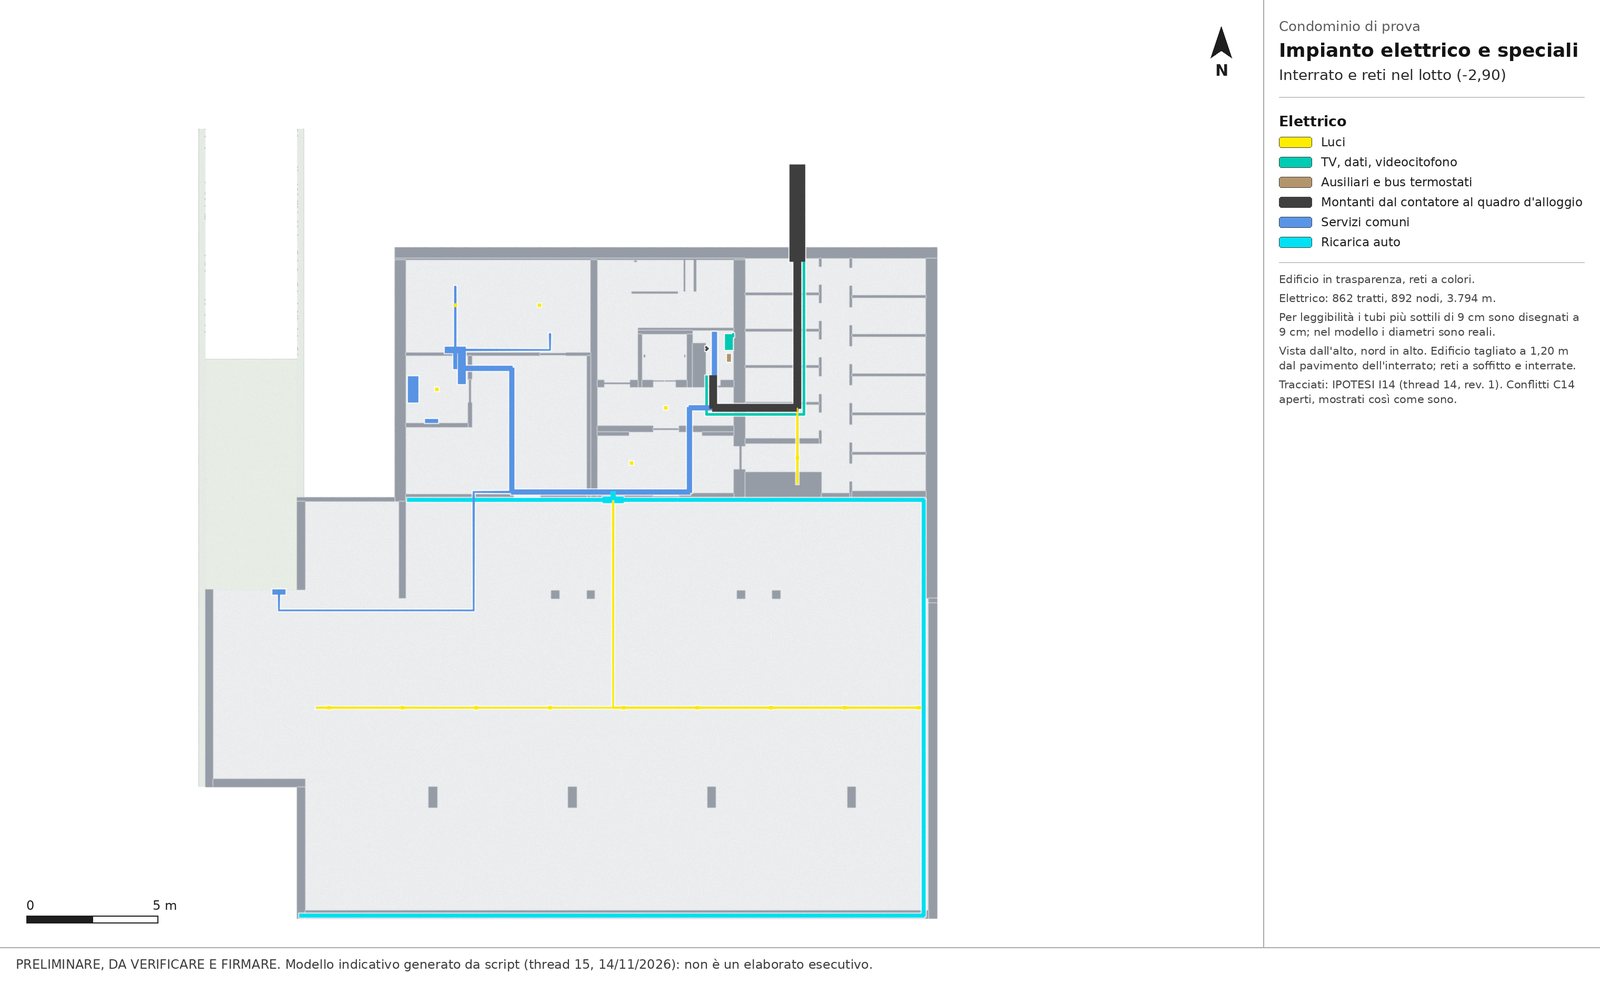 Condominio di prova
Impianto elettrico e speciali
Interrato e reti nel lotto (-2,90)
Elettrico
Luci
TV, dati, videocitofono
Ausiliari e bus termostati
Montanti dal contatore al quadro d'alloggio
Servizi comuni
Ricarica auto
Edificio in trasparenza, reti a colori.
Elettrico: 862 tratti, 892 nodi, 3.794 m.
Per leggibilità i tubi più sottili di 9 cm sono disegnati a
9 cm; nel modello i diametri sono reali.
Vista dall'alto, nord in alto. Edificio tagliato a 1,20 m
dal pavimento dell'interrato; reti a soffitto e interrate.
Tracciati: IPOTESI I14 (thread 14, rev. 1). Conflitti C14
aperti, mostrati così come sono.
N
0 5 m
PRELIMINARE, DA VERIFICARE E FIRMARE. Modello indicativo generato da script (thread 15, 14/11/2026): non è un elaborato esecutivo.